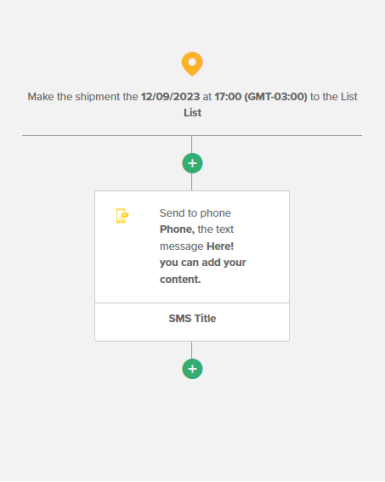 Make the shipment the 12/09/2023 at 17:00 (GMT-03:00) to the List
List
Send to phone
Phone, the text
message Here!
you can add your
content.
SMS Title